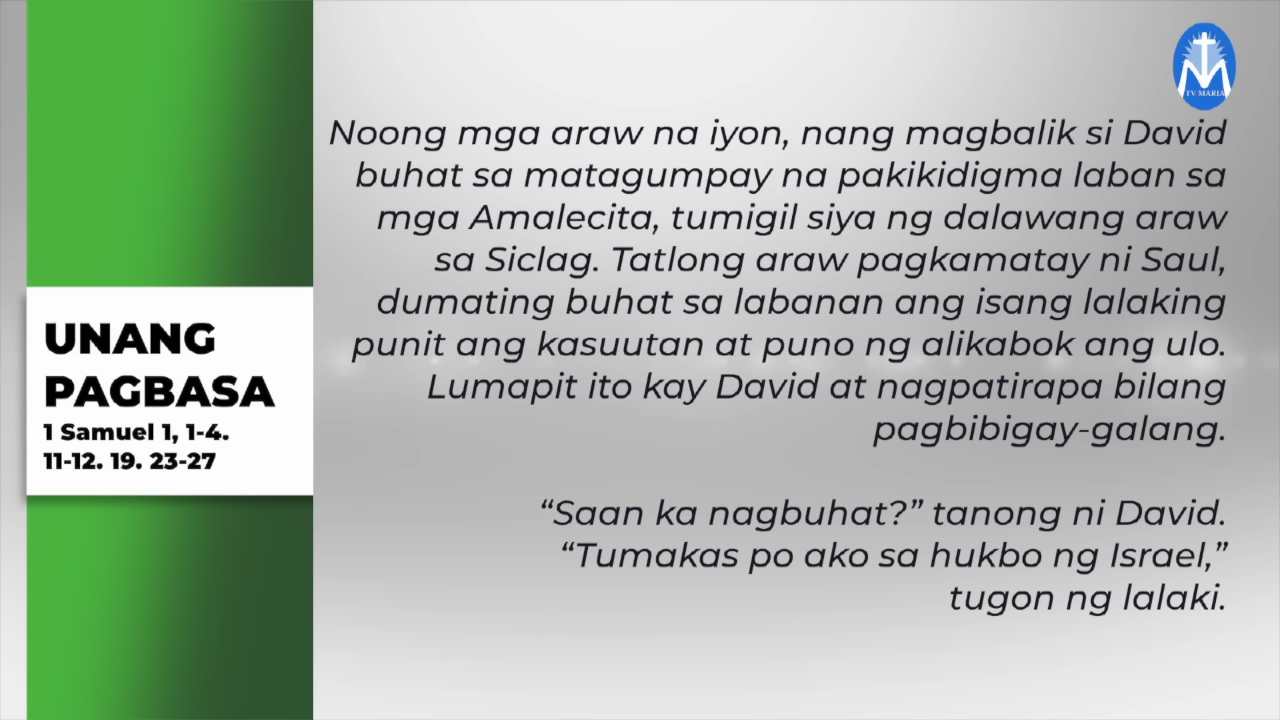 TV MARIA
UNANG
PAGBASA
1 Samuel 1, 1-4.
11-12. 19. 23-27
Noong mga araw na iyon, nang magbalik si David
buhat sa matagumpay na pakikidigma laban sa
mga Amalecita, tumigil siya ng dalawang araw
sa Siclag. Tatlong araw pagkamatay ni Saul,
dumating buhat sa labanan ang isang lalaking
punit ang kasuutan at puno ng alikabok ang ulo.
Lumapit ito kay David at nagpatirapa bilang
pagbibigay-galang.
“Saan ka nagbuhat?” tanong ni David.
“Tumakas po ako sa hukbo ng Israel,”
tugon ng lalaki.